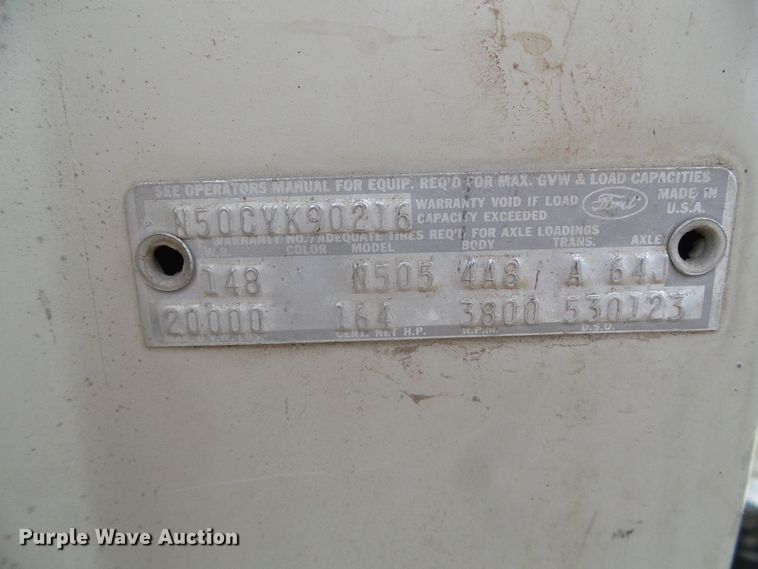 SEE OPERATORS MANUAL FOR EQUIP. REQ'D FOR MAX. GVW & LOAD CAPACITIES
N50CVK90216 WARRANTY VOID IF LOAD CAPACITY EXCEEDED Ford MADE IN U.S.A.
WARRANTY NO./ADEQUATE TIRES REQ'D FOR AXLE LOADINGS
W.B. COLOR MODEL BODY TRANS. AXLE
148 N505 4A8 A 64J
20000 164 3800 530123
CERT. NET H.P. R.P.M. D.S.O.
Purple Wave Auction